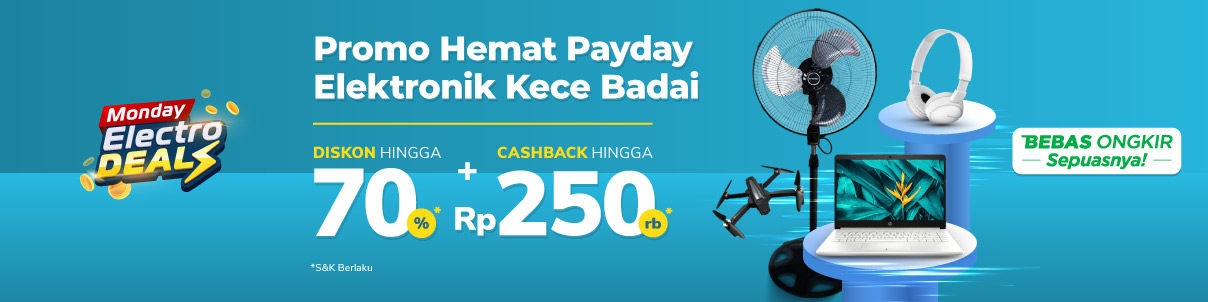 Monday
Electro
DEALS
Promo Hemat Payday
Elektronik Kece Badai
DISKON HINGGA
70%*
+
CASHBACK HINGGA
Rp250rb*
*S&K Berlaku
BEBAS ONGKIR
Sepuasnya!